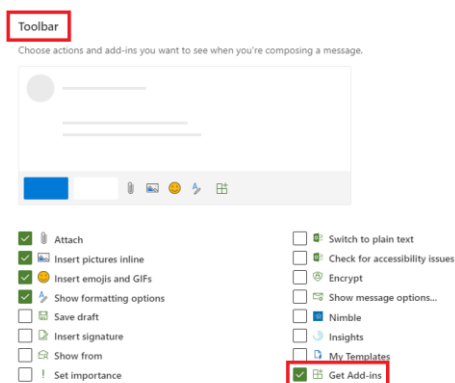 Toolbar
Choose actions and add-ins you want to see when you're composing a message.
Attach
Insert pictures inline
Insert emojis and GIFs
Show formatting options
Save draft
Insert signature
Show from
Set importance
Switch to plain text
Check for accessibility issues
Encrypt
Show message options...
Nimble
Insights
My Templates
Get Add-ins